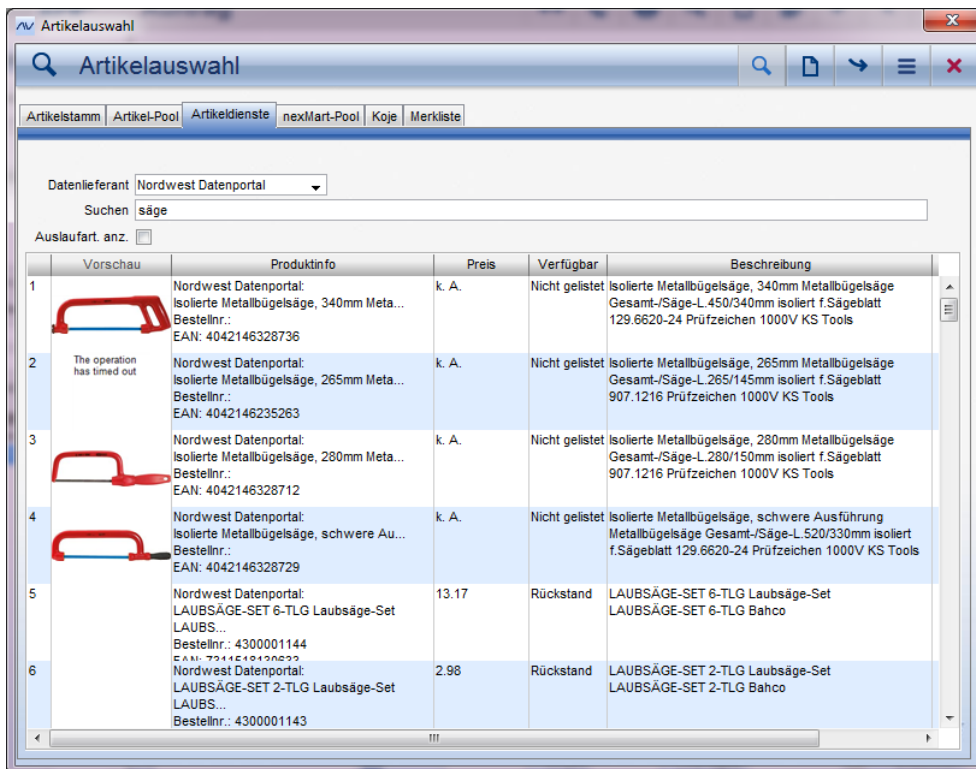 Artikelauswahl
Artikelauswahl
Artikelstamm Artikel-Pool Artikeldienste nexMart-Pool Koje Merkliste
Datenlieferant Nordwest Datenportal
Suchen säge
Auslaufart. anz.
Vorschau Produktinfo Preis Verfügbar Beschreibung
1 Nordwest Datenportal: k. A. Nicht gelistet Isolierte Metallbügelsäge, 340mm Metallbügelsäge
Isolierte Metallbügelsäge, 340mm Meta... Gesamt-/Säge-L.450/340mm isoliert f.Sägeblatt
Bestellnr.: 129.6620-24 Prüfzeichen 1000V KS Tools
EAN: 4042146328736
2 The operation Nordwest Datenportal: k. A. Nicht gelistet Isolierte Metallbügelsäge, 265mm Metallbügelsäge
has timed out Isolierte Metallbügelsäge, 265mm Meta... Gesamt-/Säge-L.265/145mm isoliert f.Sägeblatt
Bestellnr.: 907.1216 Prüfzeichen 1000V KS Tools
EAN: 4042146235263
3 Nordwest Datenportal: k. A. Nicht gelistet Isolierte Metallbügelsäge, 280mm Metallbügelsäge
Isolierte Metallbügelsäge, 280mm Meta... Gesamt-/Säge-L.280/150mm isoliert f.Sägeblatt
Bestellnr.: 907.1216 Prüfzeichen 1000V KS Tools
EAN: 4042146328712
4 Nordwest Datenportal: k. A. Nicht gelistet Isolierte Metallbügelsäge, schwere Ausführung
Isolierte Metallbügelsäge, schwere Au... Metallbügelsäge Gesamt-/Säge-L.520/330mm isoliert
Bestellnr.: f.Sägeblatt 129.6620-24 Prüfzeichen 1000V KS Tools
EAN: 4042146328729
5 Nordwest Datenportal: 13.17 Rückstand LAUBSÄGE-SET 6-TLG Laubsäge-Set
LAUBSÄGE-SET 6-TLG Laubsäge-Set LAUBSÄGE-SET 6-TLG Bahco
LAUBS...
Bestellnr.: 4300001144
EAN: 7311518130633
6 Nordwest Datenportal: 2.98 Rückstand LAUBSÄGE-SET 2-TLG Laubsäge-Set
LAUBSÄGE-SET 2-TLG Laubsäge-Set LAUBSÄGE-SET 2-TLG Bahco
LAUBS...
Bestellnr.: 4300001143